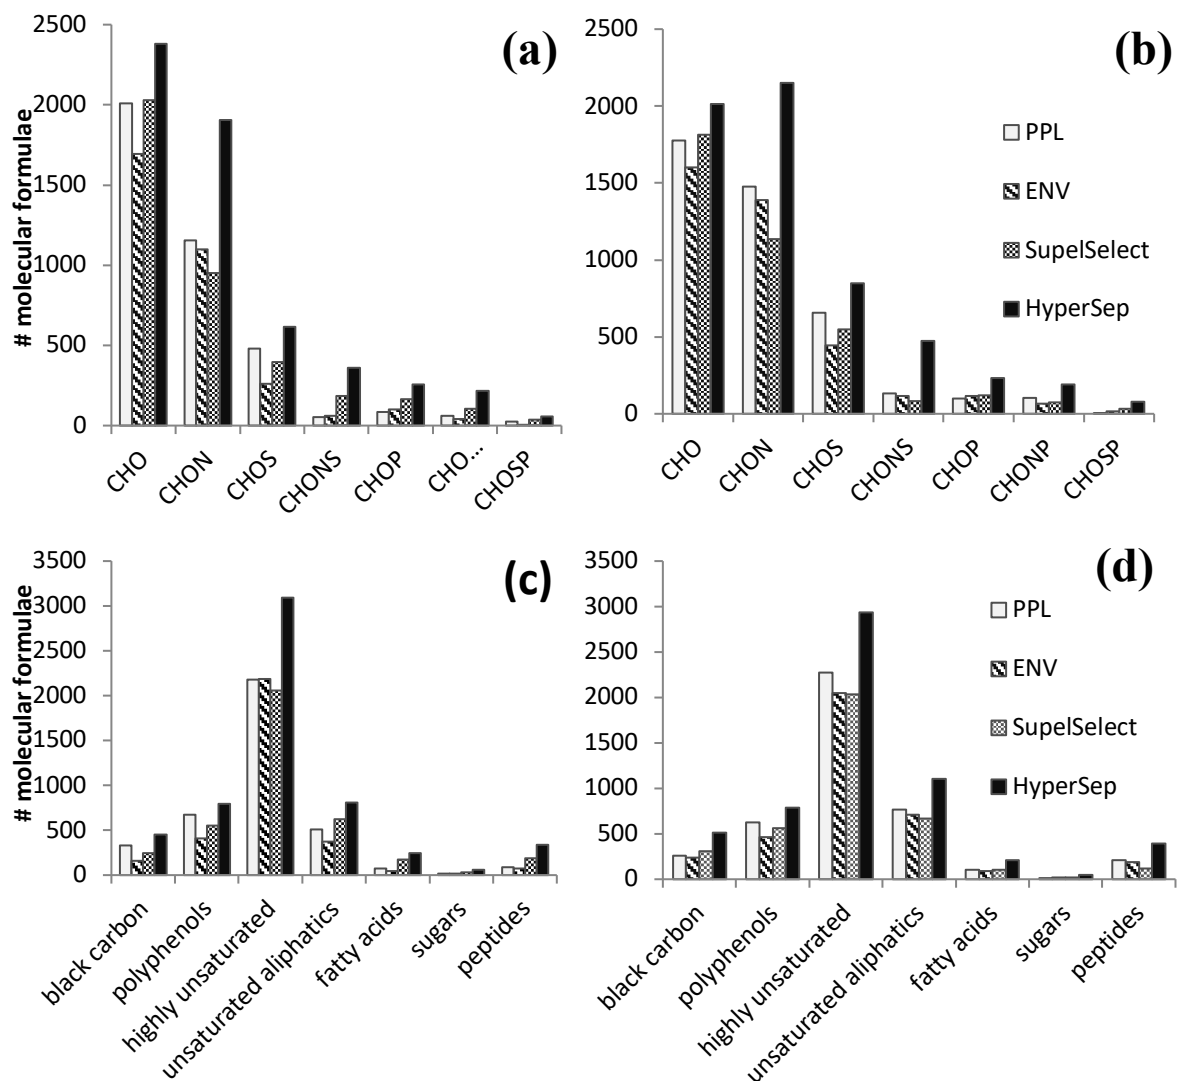 (a)
# molecular formulae
2500
2000
1500
1000
500
0
CHO
CHON
CHOS
CHONS
CHOP
CHO...
CHOSP
(b)
2500
2000
1500
1000
500
0
CHO
CHON
CHOS
CHONS
CHOP
CHONP
CHOSP
PPL
ENV
SupelSelect
HyperSep
(c)
# molecular formulae
3500
3000
2500
2000
1500
1000
500
0
black carbon
polyphenols
highly unsaturated
unsaturated aliphatics
fatty acids
sugars
peptides
(d)
3500
3000
2500
2000
1500
1000
500
0
black carbon
polyphenols
highly unsaturated
unsaturated aliphatics
fatty acids
sugars
peptides
PPL
ENV
SupelSelect
HyperSep